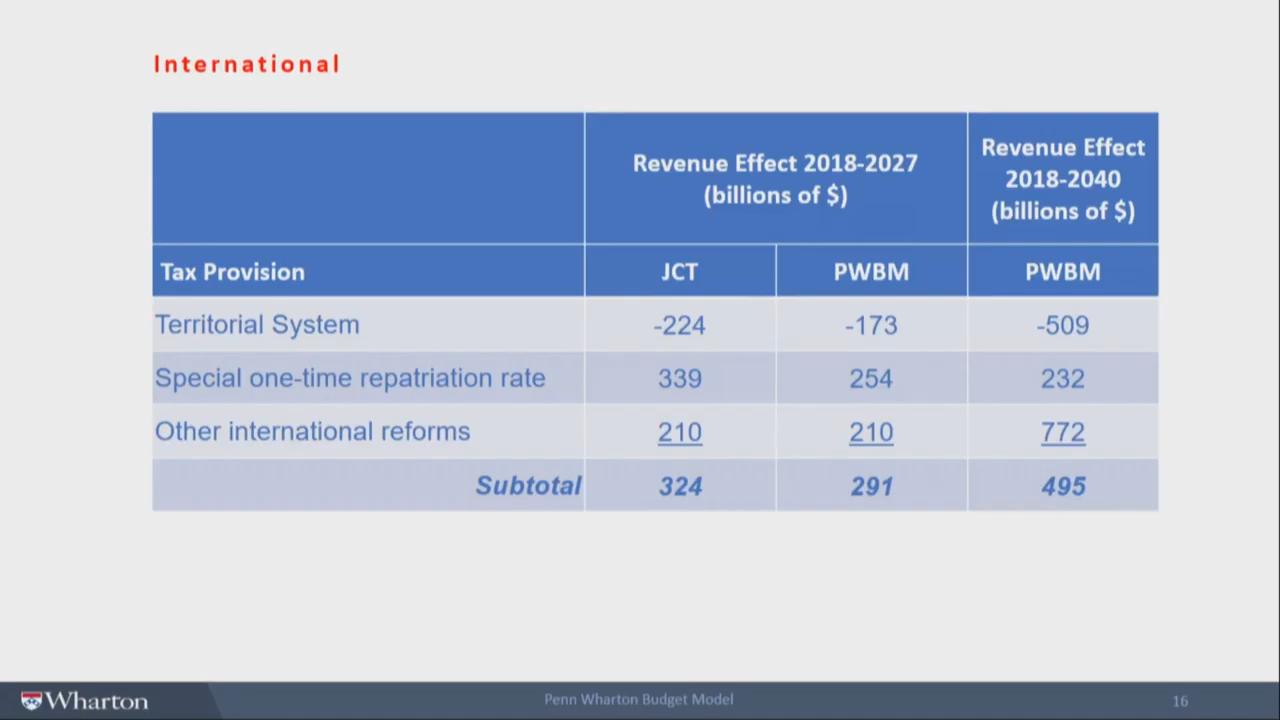 International
Revenue Effect 2018-2027
(billions of $)
Revenue Effect
2018-2040
(billions of $)
Tax Provision JCT PWBM PWBM
Territorial System -224 -173 -509
Special one-time repatriation rate 339 254 232
Other international reforms 210 210 772
Subtotal 324 291 495
Wharton
Penn Wharton Budget Model
16